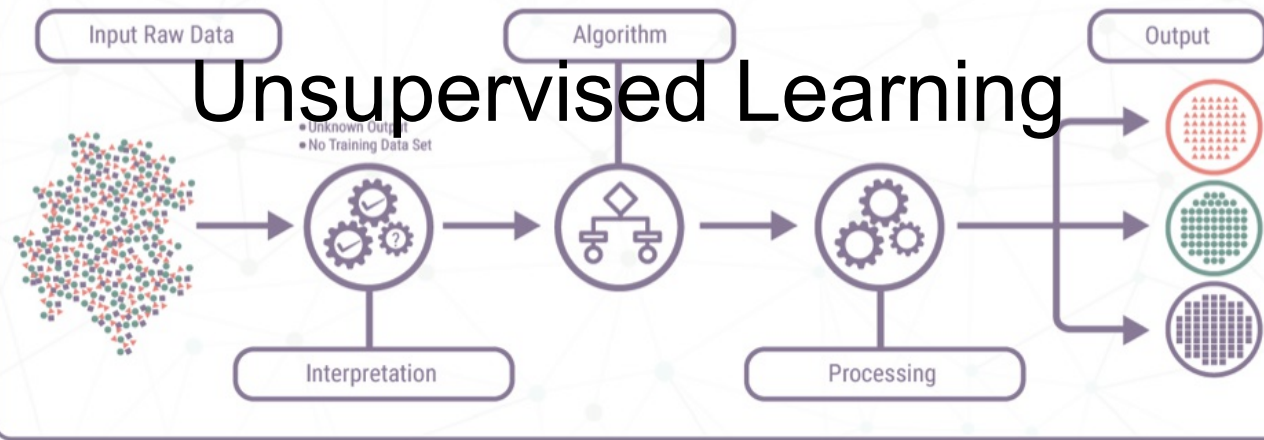 Input Raw Data
Algorithm
Output
Unsupervised Learning
● Unknown Output
● No Training Data Set
?
Interpretation
Processing